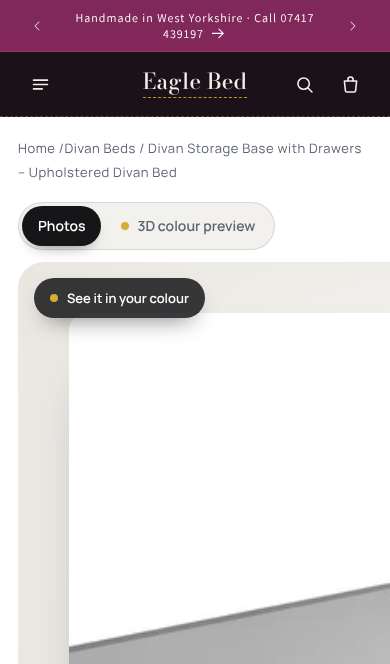 Handmade in West Yorkshire · Call 07417
439197 →
Eagle Bed
Home /Divan Beds / Divan Storage Base with Drawers
– Upholstered Divan Bed
Photos
3D colour preview
See it in your colour